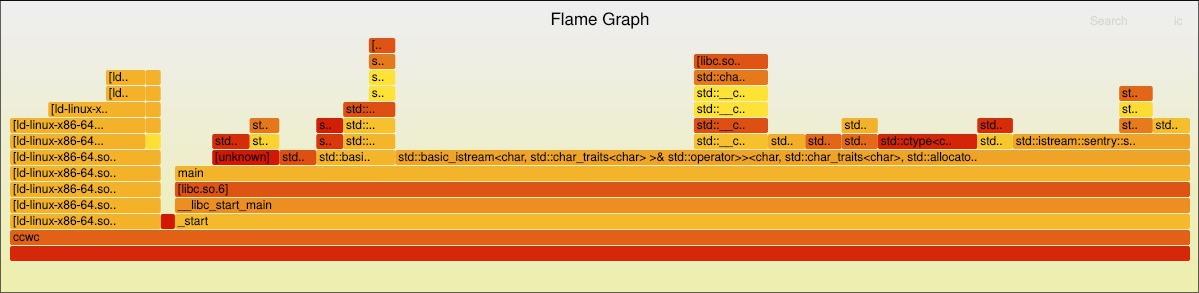 Flame Graph
Search ic
[..
s.. [libc.so..
[ld.. s.. std::cha..
[ld.. s.. std::__c.. st..
[ld-linux-x.. std::.. std::__c.. st..
[ld-linux-x86-64... st.. s.. std::.. std::__c.. std.. std.. st.. std..
[ld-linux-x86-64... std.. st.. s.. std::.. std::__c.. std.. std.. std.. std::ctype<c.. std.. std::istream::sentry::s..
[ld-linux-x86-64.so.. [unknown] std.. std::basi.. std::basic_istream<char, std::char_traits<char> >& std::operator>><char, std::char_traits<char>, std::allocato..
[ld-linux-x86-64.so.. main
[ld-linux-x86-64.so.. [libc.so.6]
[ld-linux-x86-64.so.. __libc_start_main
[ld-linux-x86-64.so.. _start
ccwc